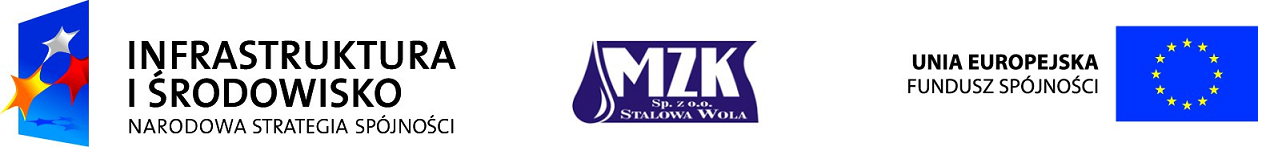 INFRASTRUKTURA
I ŚRODOWISKO
NARODOWA STRATEGIA SPÓJNOŚCI
MZK
Sp. z o.o.
STALOWA WOLA
UNIA EUROPEJSKA
FUNDUSZ SPÓJNOŚCI